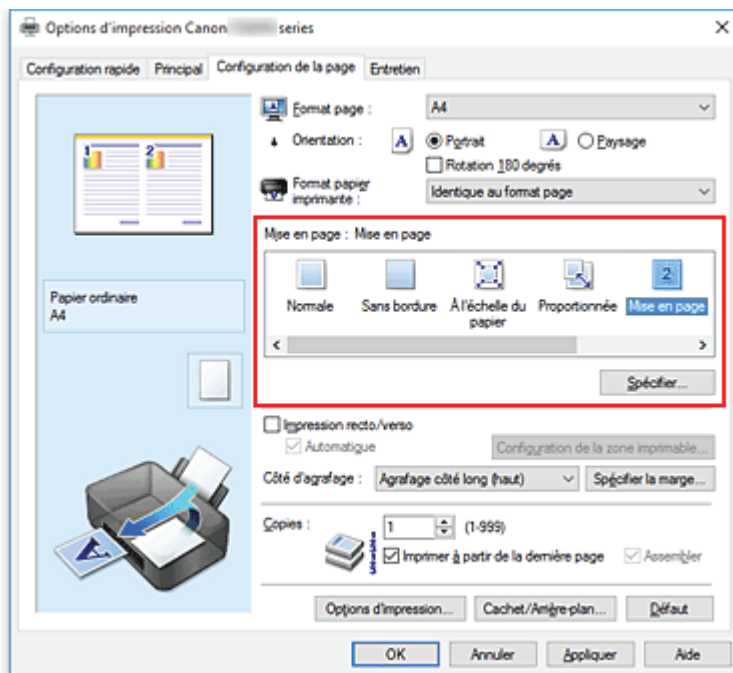 Options d'impression Canon series
Configuration rapide Principal Configuration de la page Entretien
Format page : A4
Orientation : A Portrait A Paysage
Rotation 180 degrés
Format papier
imprimante : Identique au format page
1 2
Mise en page : Mise en page
2
Normale Sans bordure À l'échelle du
papier Proportionnée Mise en page
Papier ordinaire
A4
Spécifier...
Impression recto/verso
Automatique Configuration de la zone imprimable...
Côté d'agrafage : Agrafage côté long (haut) Spécifier la marge...
Copies : 1 (1-999)
Imprimer à partir de la dernière page Assembler
A
Options d'impression... Cachet/Arrière-plan... Défaut
OK Annuler Appliquer Aide